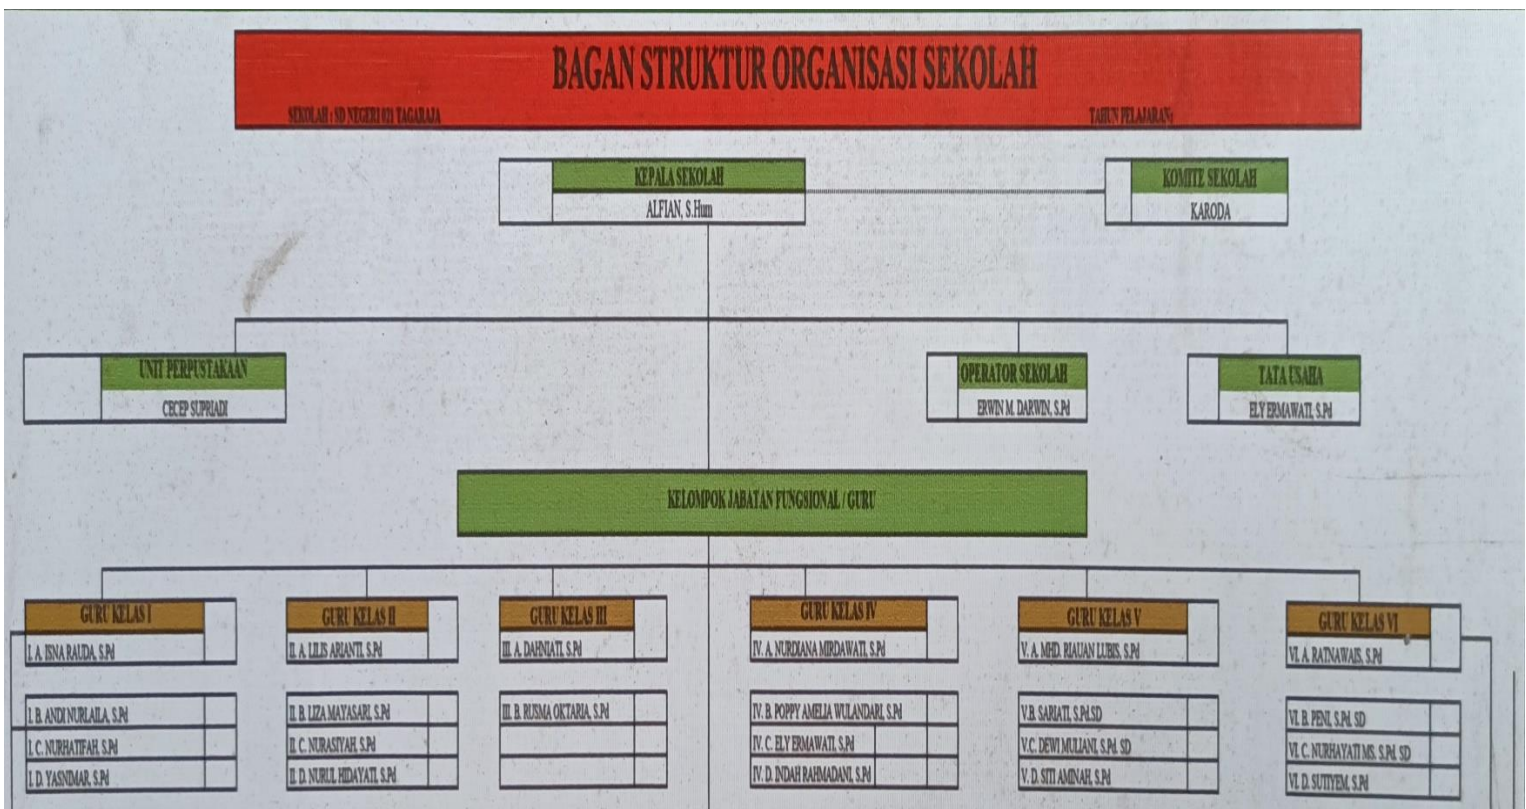 BAGAN STRUKTUR ORGANISASI SEKOLAH
SEKOLAH : SD NEGERI 021 TAGARAJA
TAHUN PELAJARAN:
KEPALA SEKOLAH
ALFIAN, S.Hum
KOMITE SEKOLAH
KARODA
UNIT PERPUSTAKAAN
CECEP SUPRIADI
OPERATOR SEKOLAH
ERWIN M. DARWIN, S.Pd
TATA USAHA
ELY ERMAWATI, S.Pd
KELOMPOK JABATAN FUNGSIONAL / GURU
GURU KELAS I
I. A. ISNA RAUDA, S.Pd
I. B. ANDI NURLAILA, S.Pd
I. C. NURHATIFAH, S.Pd
I. D. YASNIMAR, S.Pd
GURU KELAS II
II. A. LILIS ARIANTI, S.Pd
II. B. LIZA MAYASARI, S.Pd
II. C. NURASIYAH, S.Pd
II. D. NURUL HIDAYATI, S.Pd
GURU KELAS III
III. A. DAHNIATI, S.Pd
III. B. RUSMA OKTARIA, S.Pd
GURU KELAS IV
IV. A. NURDIANA MIRDAWATI, S.Pd
IV. B. POPPY AMELIA WULANDARI, S.Pd
IV. C. ELY ERMAWATI, S.Pd
IV. D. INDAH RAHMADANI, S.Pd
GURU KELAS V
V. A. MHD. RIAUAN LUBIS, S.Pd
V.B. SARIATI, S.Pd.SD
V.C. DEWI MULIANI, S.Pd. SD
V. D. SITI AMINAH, S.Pd
GURU KELAS VI
VI. A. RATNAWAIS, S.Pd
VI. B. PENI, S.Pd. SD
VI. C. NURHAYATI MS. S.Pd. SD
VI. D. SUTIYEM, S.Pd